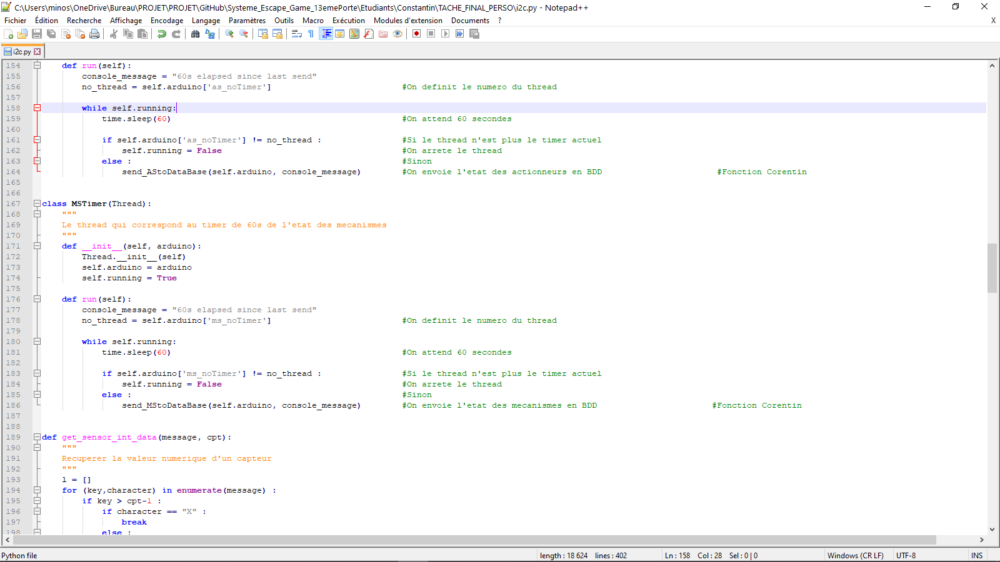 C:\Users\minos\OneDrive\Bureau\PROJET\PROJET\GitHub\Systeme_Escape_Game_13emePorte\Etudiants\Constantin\TACHE_FINAL_PERSO\i2c.py - Notepad++
Fichier Édition Recherche Affichage Encodage Langage Paramètres Outils Macro Exécution Modules d'extension Documents ? X
i2c.py
154 def run(self):
155 console_message = "60s elapsed since last send"
156 no_thread = self.arduino['as_noTimer'] #On definit le numero du thread
157
158 while self.running:
159 time.sleep(60) #On attend 60 secondes
160
161 if self.arduino['as_noTimer'] != no_thread : #Si le thread n'est plus le timer actuel
162 self.running = False #On arrete le thread
163 else : #Sinon
164 send_AStoDataBase(self.arduino, console_message) #On envoie l'etat des actionneurs en BDD #Fonction Corentin
165
166
167 class MSTimer(Thread):
168 """
169 Le thread qui correspond au timer de 60s de l'etat des mecanismes
170 """
171 def __init__(self, arduino):
172 Thread.__init__(self)
173 self.arduino = arduino
174 self.running = True
175
176 def run(self):
177 console_message = "60s elapsed since last send"
178 no_thread = self.arduino['ms_noTimer'] #On definit le numero du thread
179
180 while self.running:
181 time.sleep(60) #On attend 60 secondes
182
183 if self.arduino['ms_noTimer'] != no_thread : #Si le thread n'est plus le timer actuel
184 self.running = False #On arrete le thread
185 else : #Sinon
186 send_MStoDataBase(self.arduino, console_message) #On envoie l'etat des mecanismes en BDD #Fonction Corentin
187
188
189 def get_sensor_int_data(message, cpt):
190 """
191 Recuperer la valeur numerique d'un capteur
192 """
193 l = []
194 for (key,character) in enumerate(message) :
195 if key > cpt-1 :
196 if character == "X" :
197 break
198 else :
Python file length : 18 624 lines : 402 Ln : 158 Col : 28 Sel : 0 | 0 Windows (CR LF) UTF-8 INS